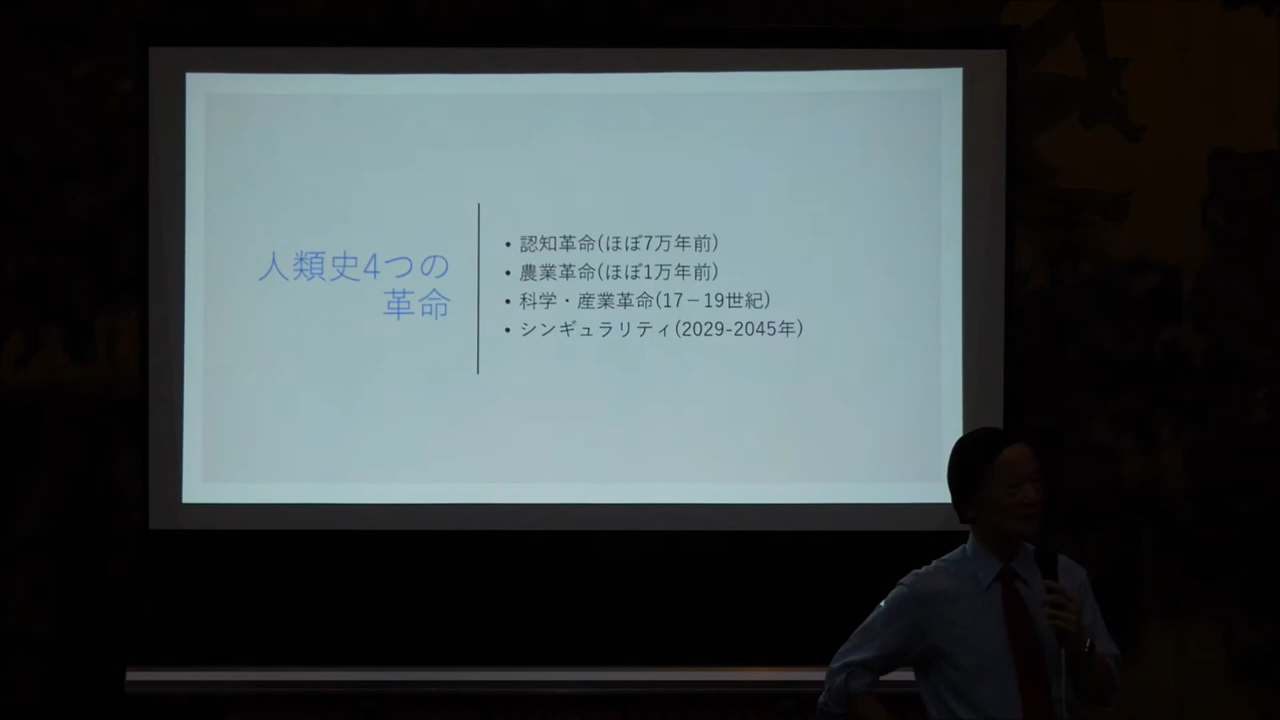 人類史4つの
革命
• 認知革命(ほぼ7万年前)
• 農業革命(ほぼ1万年前)
• 科学・産業革命(17－19世紀)
• シンギュラリティ(2029-2045年)